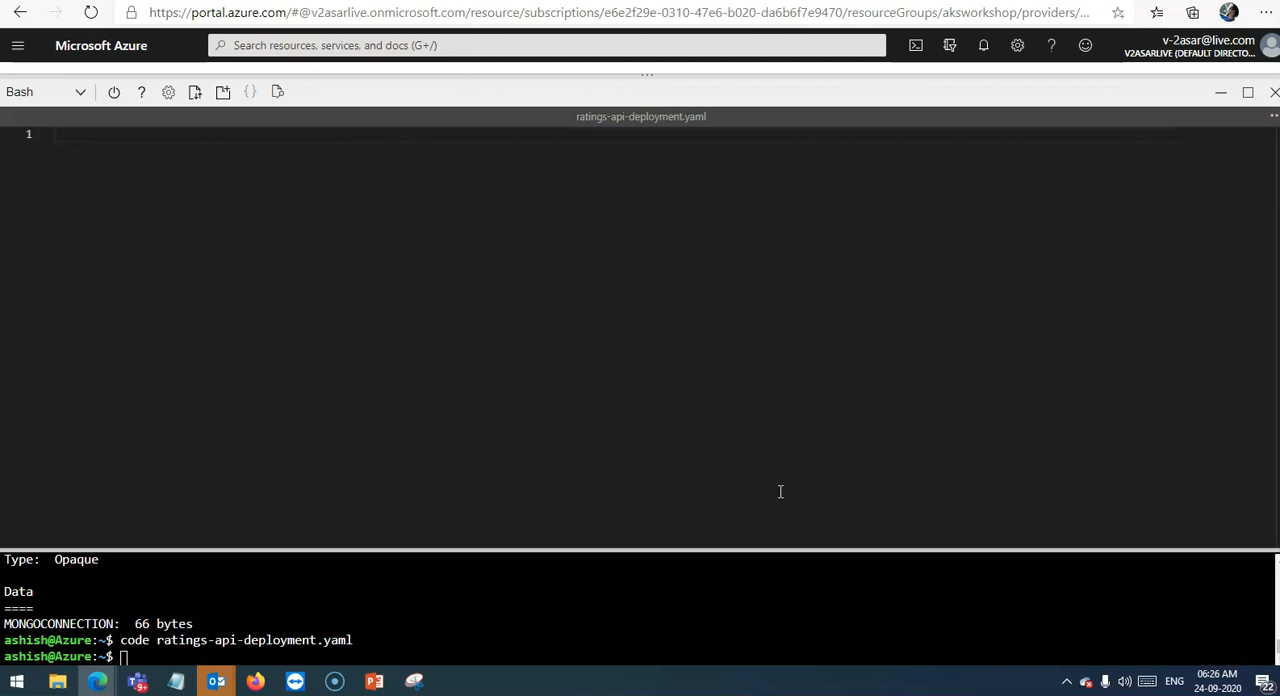 https://portal.azure.com/#@v2asarlive.onmicrosoft.com/resource/subscriptions/e6e2f29e-0310-47e6-b020-da6b6f7e9470/resourceGroups/aksworkshop/providers/...
Microsoft Azure
Search resources, services, and docs (G+/)
v-2asar@live.com
V2ASARLIVE (DEFAULT DIRECTO...
Bash
ratings-api-deployment.yaml
1
Type:  Opaque
Data
====
MONGOCONNECTION:  66 bytes
ashish@Azure:~$ code ratings-api-deployment.yaml
ashish@Azure:~$
ENG
06:26 AM
24-09-2020
22